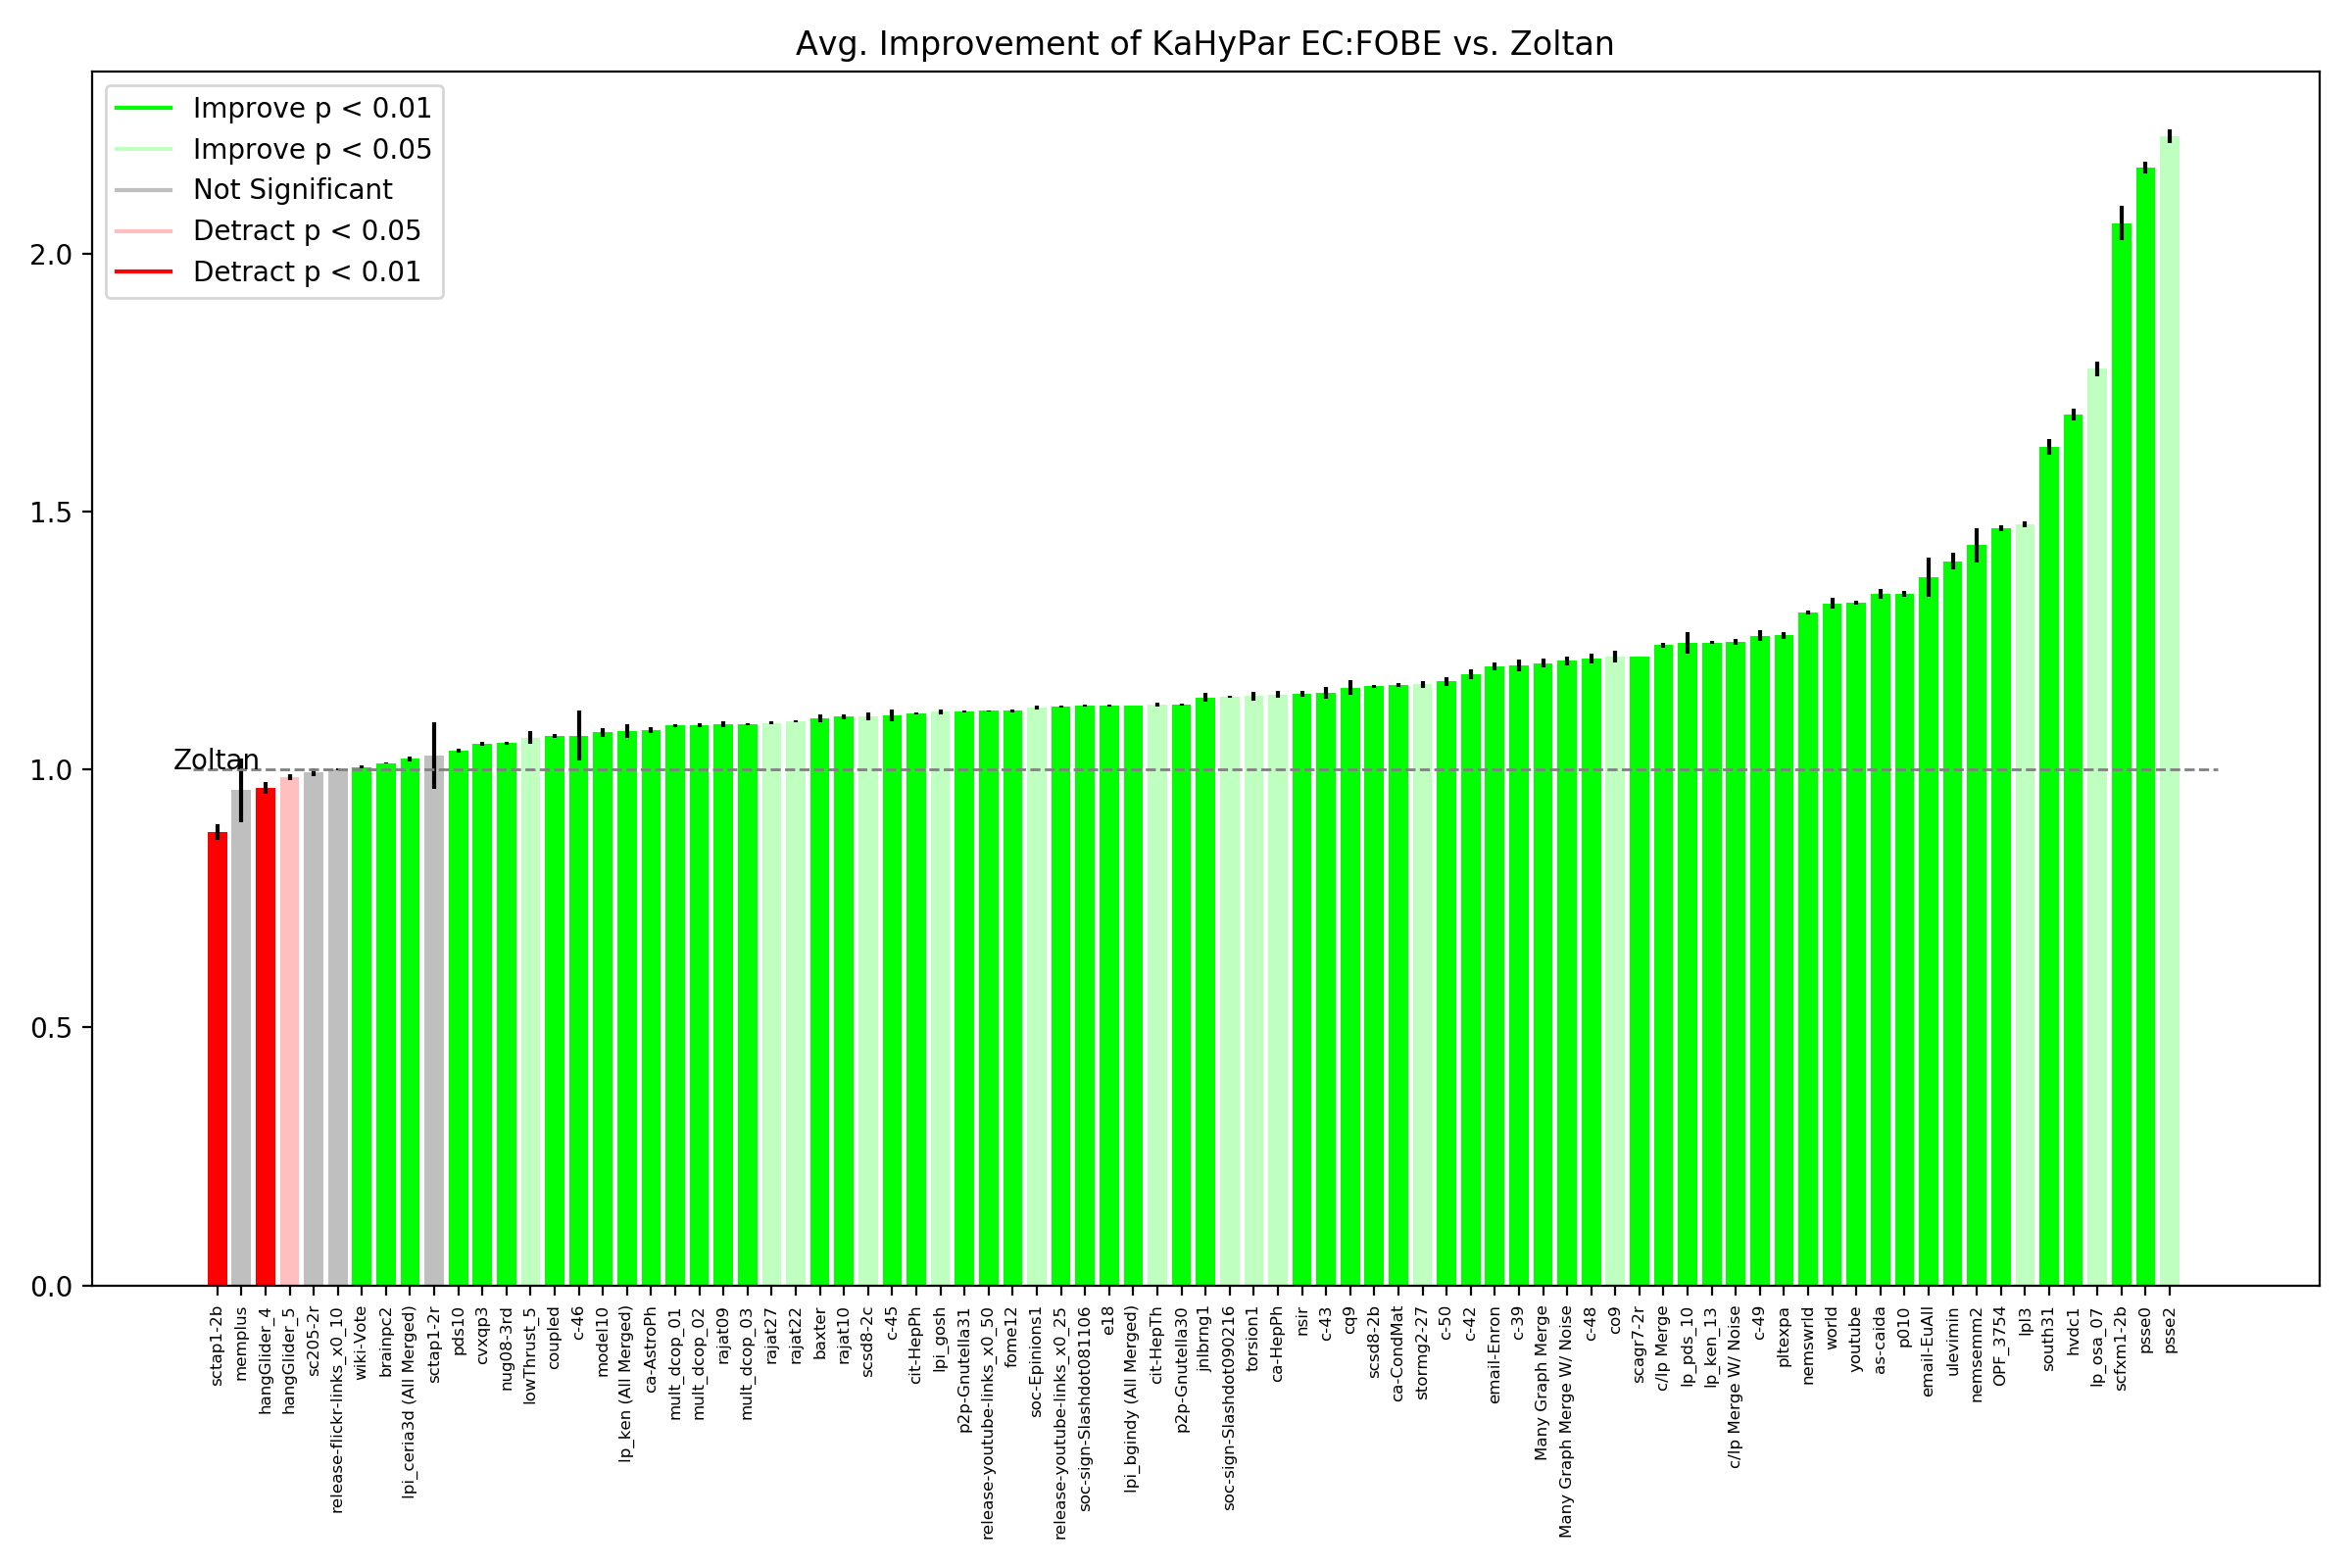 Avg. Improvement of KaHyPar EC:FOBE vs. Zoltan
Improve p < 0.01
Improve p < 0.05
Not Significant
Detract p < 0.05
Detract p < 0.01
2.0
1.5
1.0
0.5
0.0
Zoltan
sctap1-2b
memplus
hangGlider_4
hangGlider_5
sc205-2r
release-flickr-links_x0_10
wiki-Vote
brainpc2
lpi_ceria3d (All Merged)
sctap1-2r
pds10
cvxqp3
nug08-3rd
lowThrust_5
coupled
c-46
model10
lp_ken (All Merged)
ca-AstroPh
mult_dcop_01
mult_dcop_02
rajat09
mult_dcop_03
rajat27
rajat22
baxter
rajat10
scsd8-2c
c-45
cit-HepPh
lpi_gosh
p2p-Gnutella31
release-youtube-links_x0_50
fome12
soc-Epinions1
release-youtube-links_x0_25
soc-sign-Slashdot081106
e18
lpi_bgindy (All Merged)
cit-HepTh
p2p-Gnutella30
jnlbrng1
soc-sign-Slashdot090216
torsion1
ca-HepPh
nsir
c-43
cq9
scsd8-2b
ca-CondMat
stormg2-27
c-50
c-42
email-Enron
c-39
Many Graph Merge
Many Graph Merge W/ Noise
c-48
co9
scagr7-2r
c/lp Merge
lp_pds_10
lp_ken_13
c/lp Merge W/ Noise
c-49
pltexpa
nemswrld
world
youtube
as-caida
p010
email-EuAll
ulevimin
nemsemm2
OPF_3754
lpl3
south31
hvdc1
lp_osa_07
scfxm1-2b
psse0
psse2